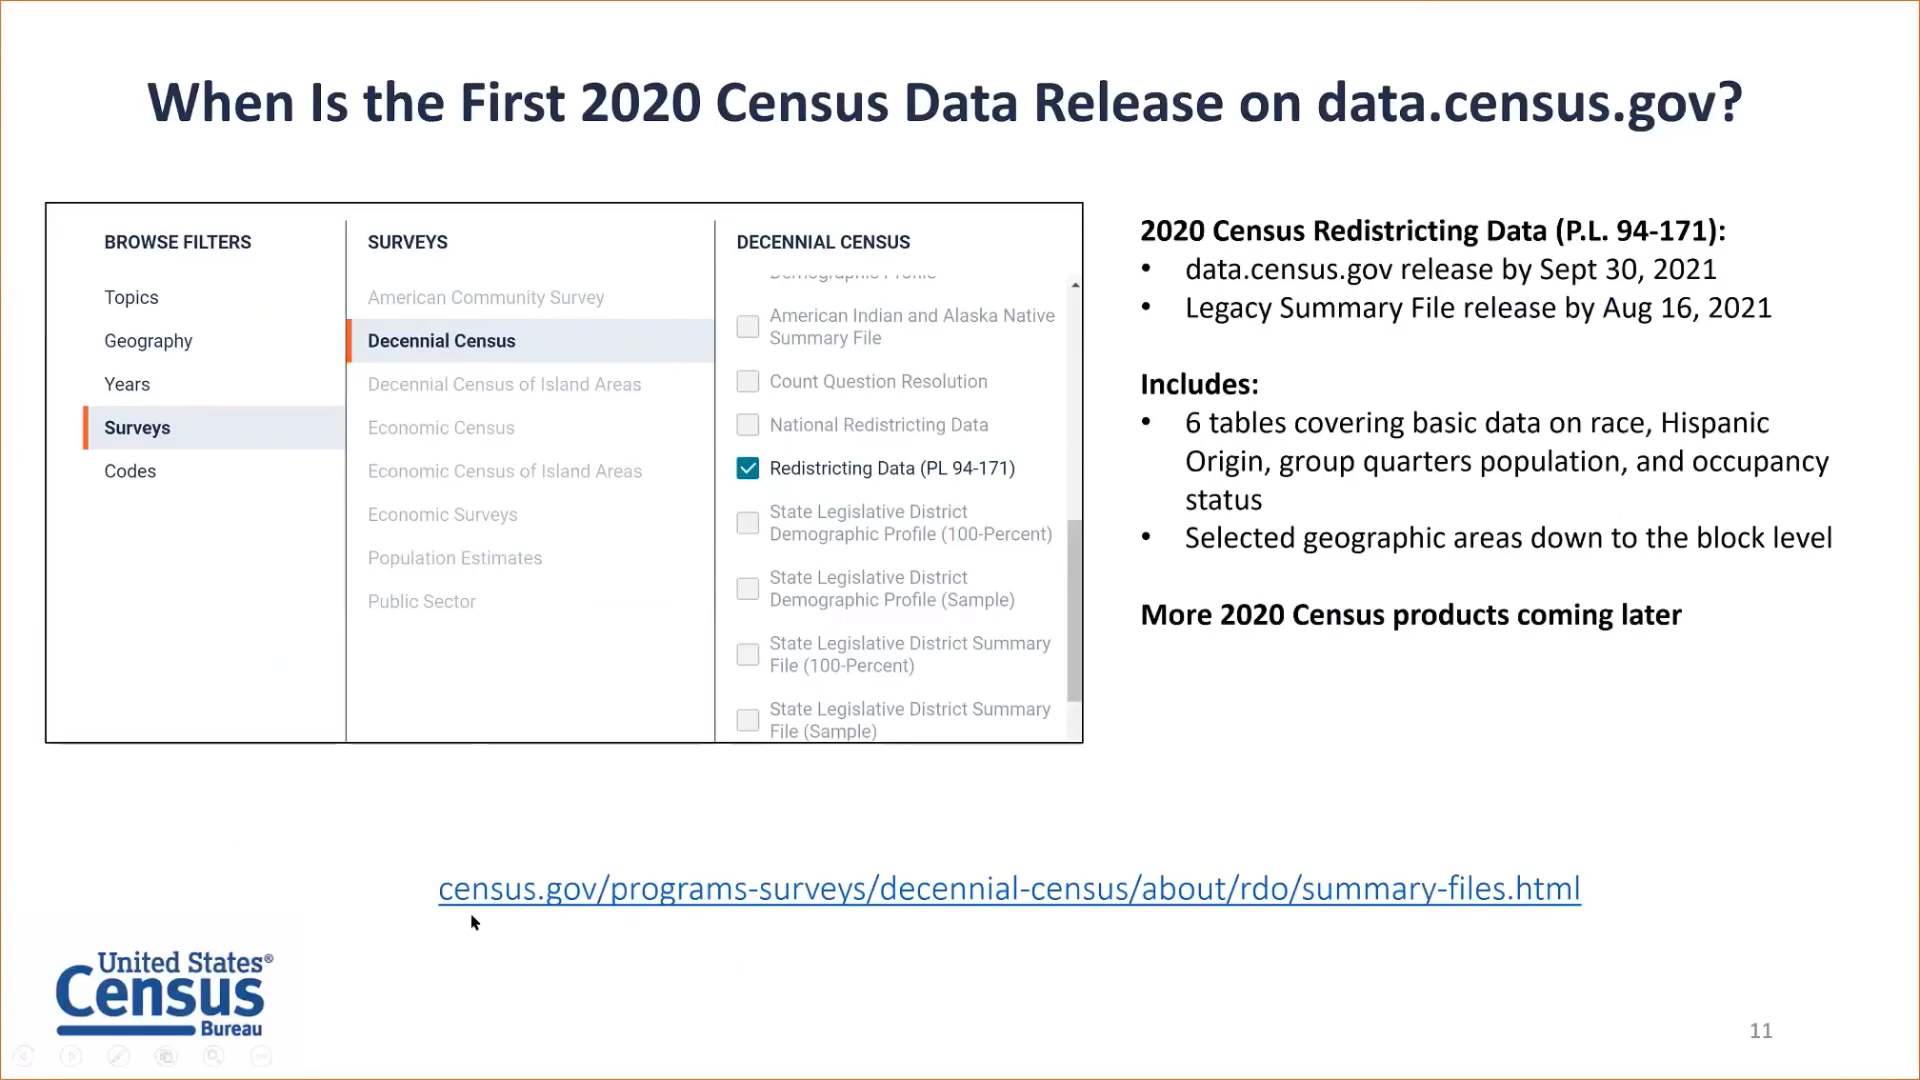 When Is the First 2020 Census Data Release on data.census.gov?
BROWSE FILTERS
Topics
Geography
Years
Surveys
Codes
SURVEYS
American Community Survey
Decennial Census
Decennial Census of Island Areas
Economic Census
Economic Census of Island Areas
Economic Surveys
Population Estimates
Public Sector
DECENNIAL CENSUS
Demographic Profile
American Indian and Alaska Native
Summary File
Count Question Resolution
National Redistricting Data
Redistricting Data (PL 94-171)
State Legislative District
Demographic Profile (100-Percent)
State Legislative District
Demographic Profile (Sample)
State Legislative District Summary
File (100-Percent)
State Legislative District Summary
File (Sample)
2020 Census Redistricting Data (P.L. 94-171):
• data.census.gov release by Sept 30, 2021
• Legacy Summary File release by Aug 16, 2021
Includes:
• 6 tables covering basic data on race, Hispanic
Origin, group quarters population, and occupancy
status
• Selected geographic areas down to the block level
More 2020 Census products coming later
census.gov/programs-surveys/decennial-census/about/rdo/summary-files.html
United States®
Census
Bureau
11